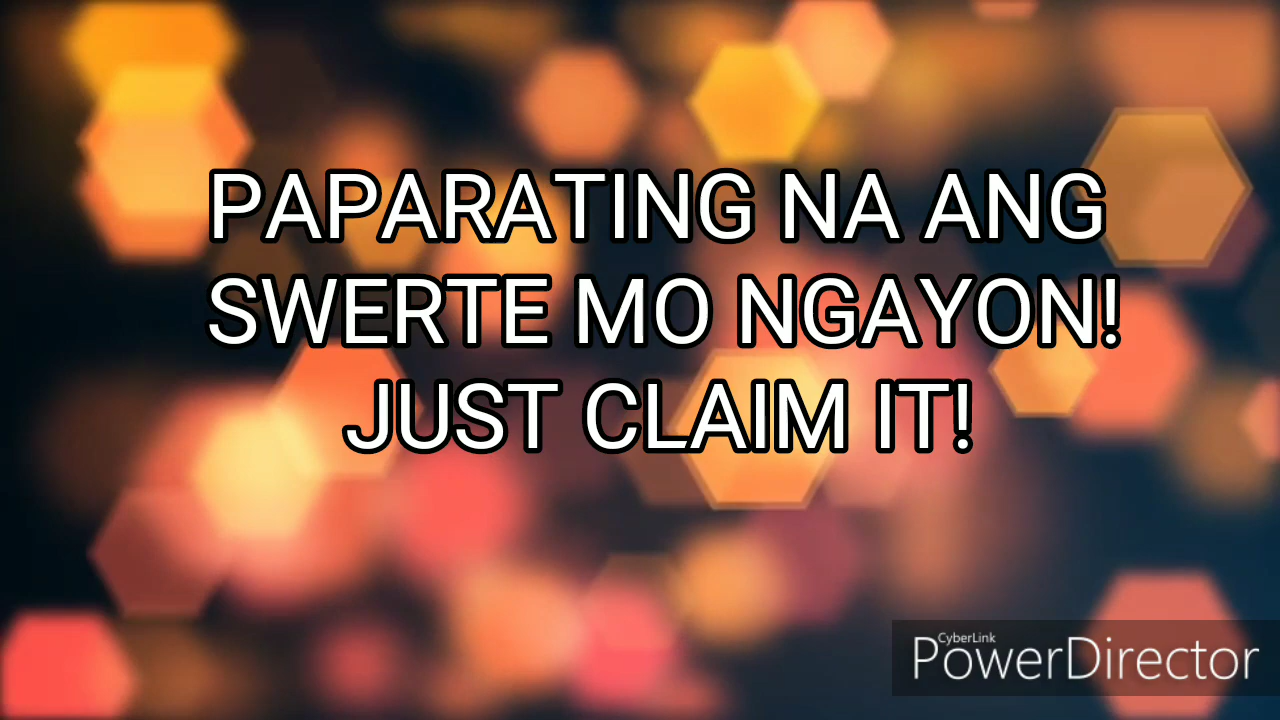 PAPARATING NA ANG
SWERTE MO NGAYON!
JUST CLAIM IT!
CyberLink
PowerDirector